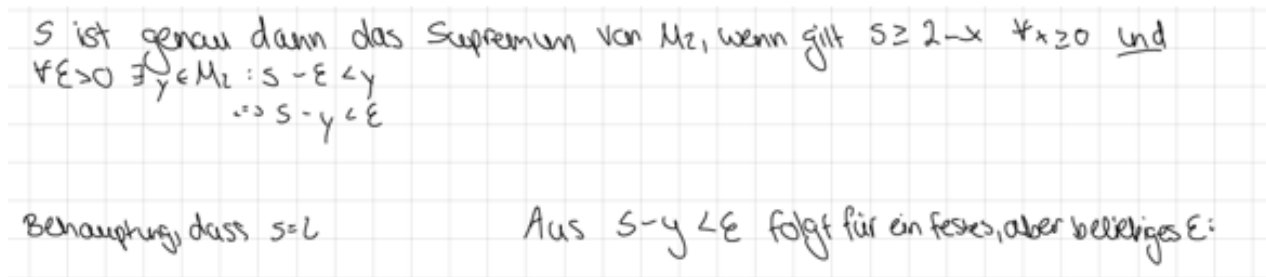 S ist genau dann das Supremum von M₂, wenn gilt S ≥ 2-x ∀x≥0 und
∀ε>0 ∃y∈M₂ : S - ε < y
<=> S - y < ε
Behauptung, dass s=2 Aus S-y<ε folgt für ein festes, aber beliebiges ε: